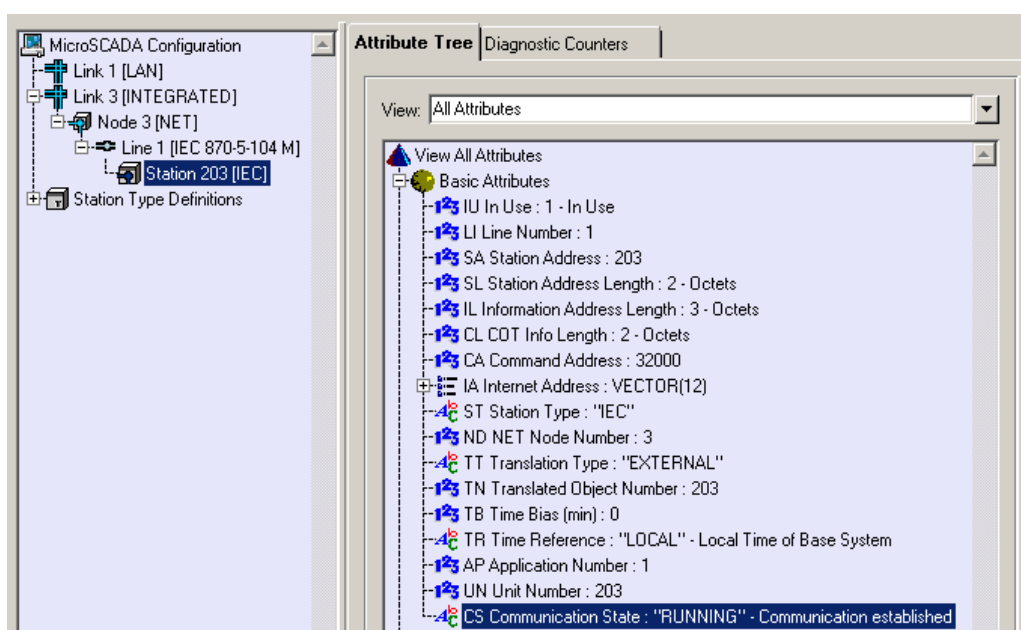 MicroSCADA Configuration
Link 1 [LAN]
Link 3 [INTEGRATED]
Node 3 [NET]
Line 1 [IEC 870-5-104 M]
Station 203 [IEC]
Station Type Definitions
Attribute Tree
Diagnostic Counters
View: All Attributes
View All Attributes
Basic Attributes
IU In Use : 1 - In Use
LI Line Number : 1
SA Station Address : 203
SL Station Address Length : 2 - Octets
IL Information Address Length : 3 - Octets
CL COT Info Length : 2 - Octets
CA Command Address : 32000
IA Internet Address : VECTOR(12)
ST Station Type : "IEC"
ND NET Node Number : 3
TT Translation Type : "EXTERNAL"
TN Translated Object Number : 203
TB Time Bias (min) : 0
TR Time Reference : "LOCAL" - Local Time of Base System
AP Application Number : 1
UN Unit Number : 203
CS Communication State : "RUNNING" - Communication established